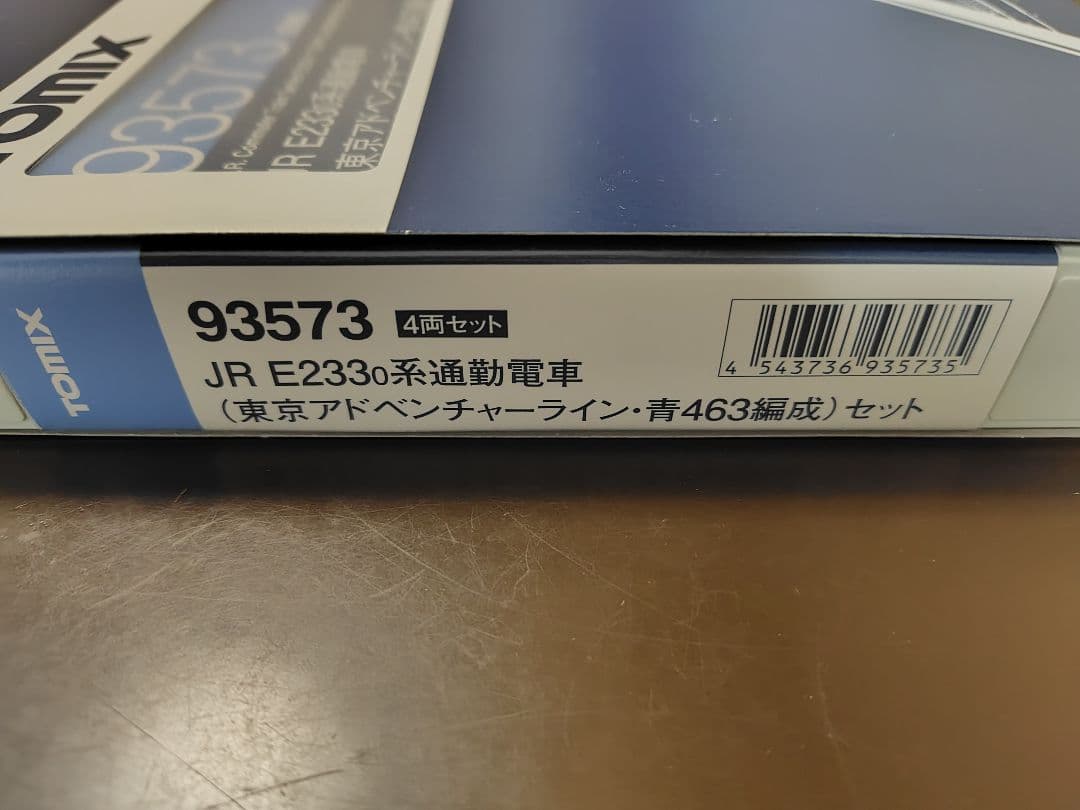 TOMIX
93573
JR E233系通勤電車
東京アドベンチャーライン
TOMIX
93573 4両セット
JR E2330系通勤電車
(東京アドベンチャーライン・青463編成)セット
4 543736 935735